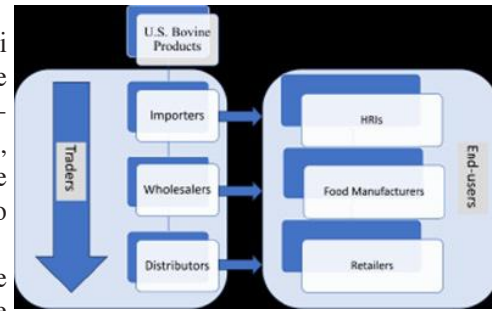 U.S. Bovine
Products
Traders
Importers
Wholesalers
Distributors
HRIs
Food Manufacturers
Retailers
End-users